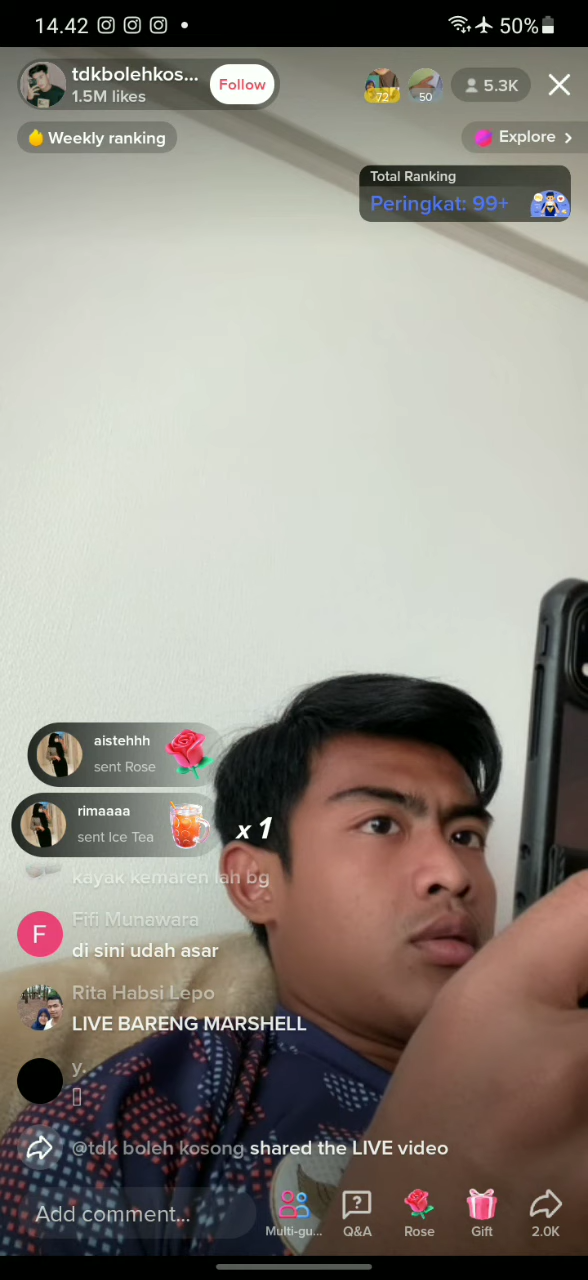 14.42
50%
tdkbolehkos...
1.5M likes
Follow
72
50
5.3K
Weekly ranking
Explore
Total Ranking
Peringkat: 99+
aistehhh
sent Rose
rimaaaa
sent Ice Tea
x 1
kayak kemaren lah bg
Fifi Munawara
F
di sini udah asar
Rita Habsi Lepo
LIVE BARENG MARSHELL
y.
@tdk boleh kosong shared the LIVE video
Add comment...
Multi-gu...
Q&A
Rose
Gift
2.0K